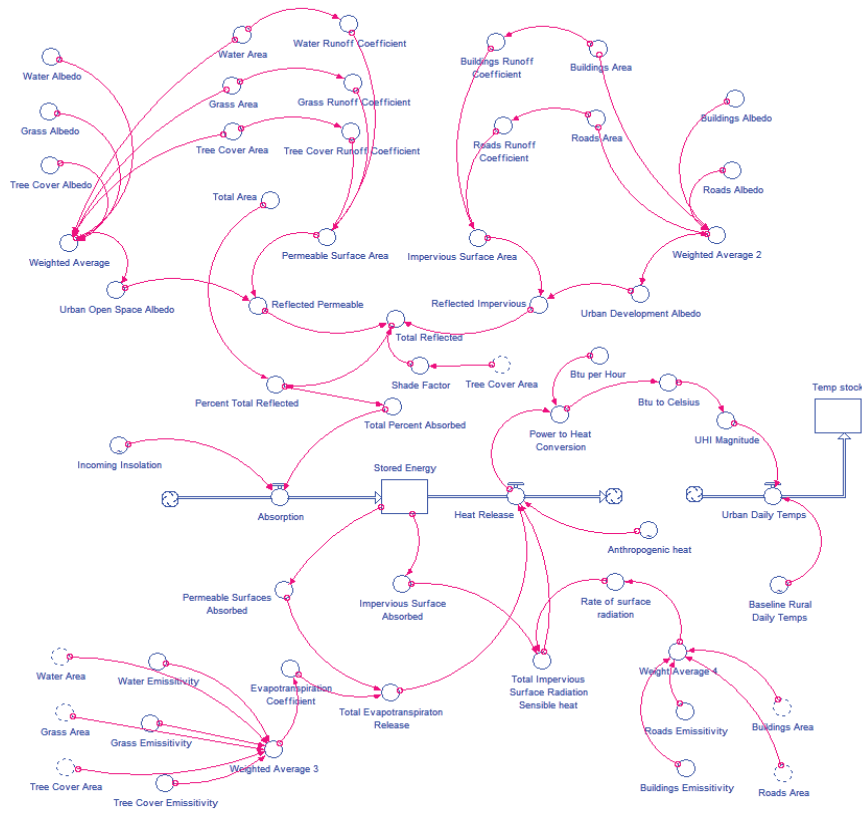 Water Area
Water Runoff Coefficient
Water Albedo
Buildings Runoff
Coefficient
Buildings Area
Grass Area
Grass Runoff Coefficient
Grass Albedo
Buildings Albedo
Tree Cover Area
Tree Cover Runoff Coefficient
Roads Runoff
Coefficient
Roads Area
Tree Cover Albedo
Roads Albedo
Total Area
Weighted Average
Permeable Surface Area
Impervious Surface Area
Weighted Average 2
Urban Open Space Albedo
Reflected Permeable
Reflected Impervious
Urban Development Albedo
Total Reflected
Percent Total Reflected
Shade Factor
Tree Cover Area
Btu per Hour
Btu to Celsius
Temp stock
Total Percent Absorbed
Power to Heat
Conversion
UHI Magnitude
Incoming Insolation
Stored Energy
Absorption
Heat Release
Urban Daily Temps
Anthropogenic heat
Permeable Surfaces
Absorbed
Impervious Surface
Absorbed
Rate of surface
radiation
Baseline Rural
Daily Temps
Water Area
Water Emissitivity
Evapotranspiration
Coefficient
Total Impervious
Surface Radiation
Sensible heat
Weight Average 4
Total Evapotranspiraton
Release
Grass Area
Grass Emissitivity
Roads Emissitivity
Buildings Area
Weighted Average 3
Tree Cover Area
Tree Cover Emissitivity
Buildings Emissitivity
Roads Area